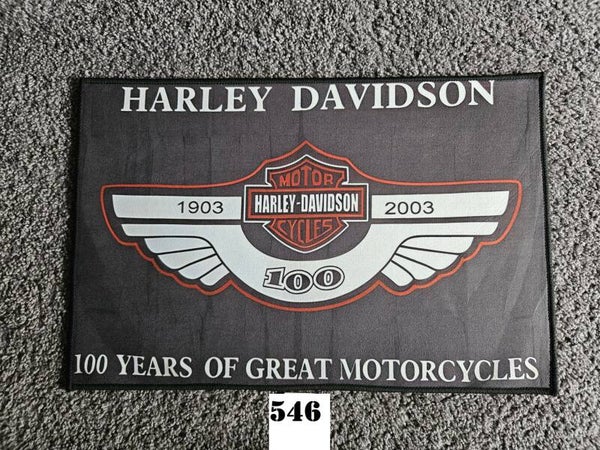 HARLEY DAVIDSON
MOTOR
1903 HARLEY-DAVIDSON 2003
CYCLES
100
100 YEARS OF GREAT MOTORCYCLES
546